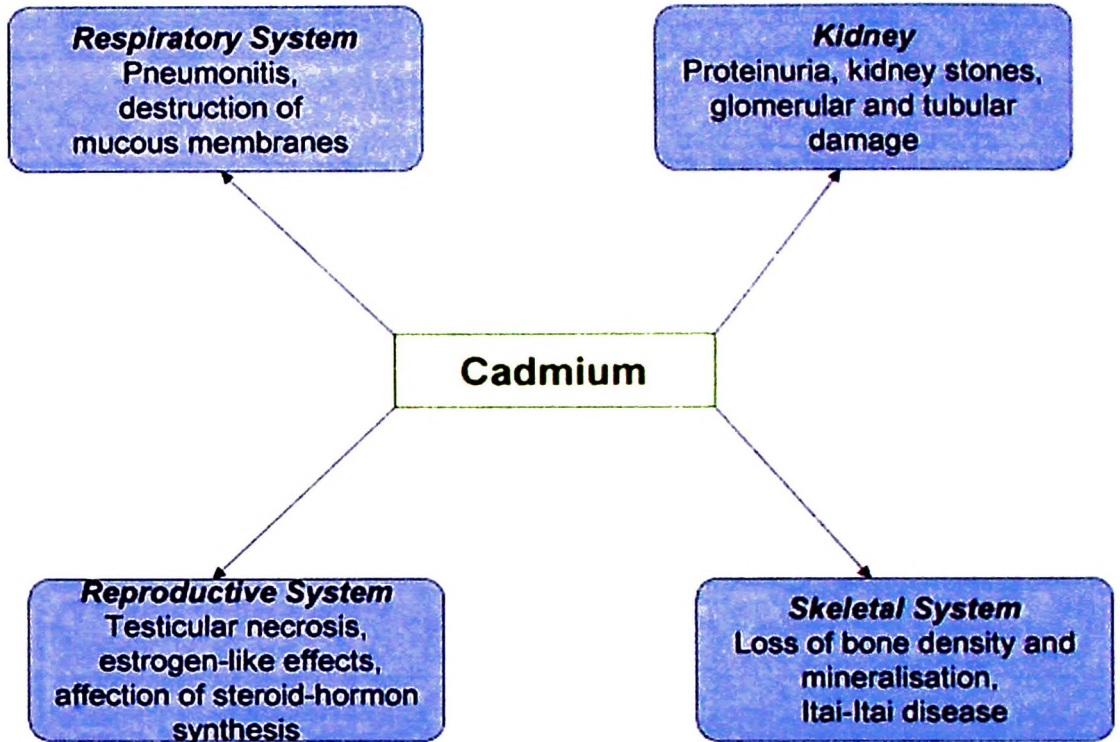 Respiratory System
Pneumonitis,
destruction of
mucous membranes
Kidney
Proteinuria, kidney stones,
glomerular and tubular
damage
Cadmium
Reproductive System
Testicular necrosis,
estrogen-like effects,
affection of steroid-hormon
synthesis
Skeletal System
Loss of bone density and
mineralisation,
Itai-Itai disease